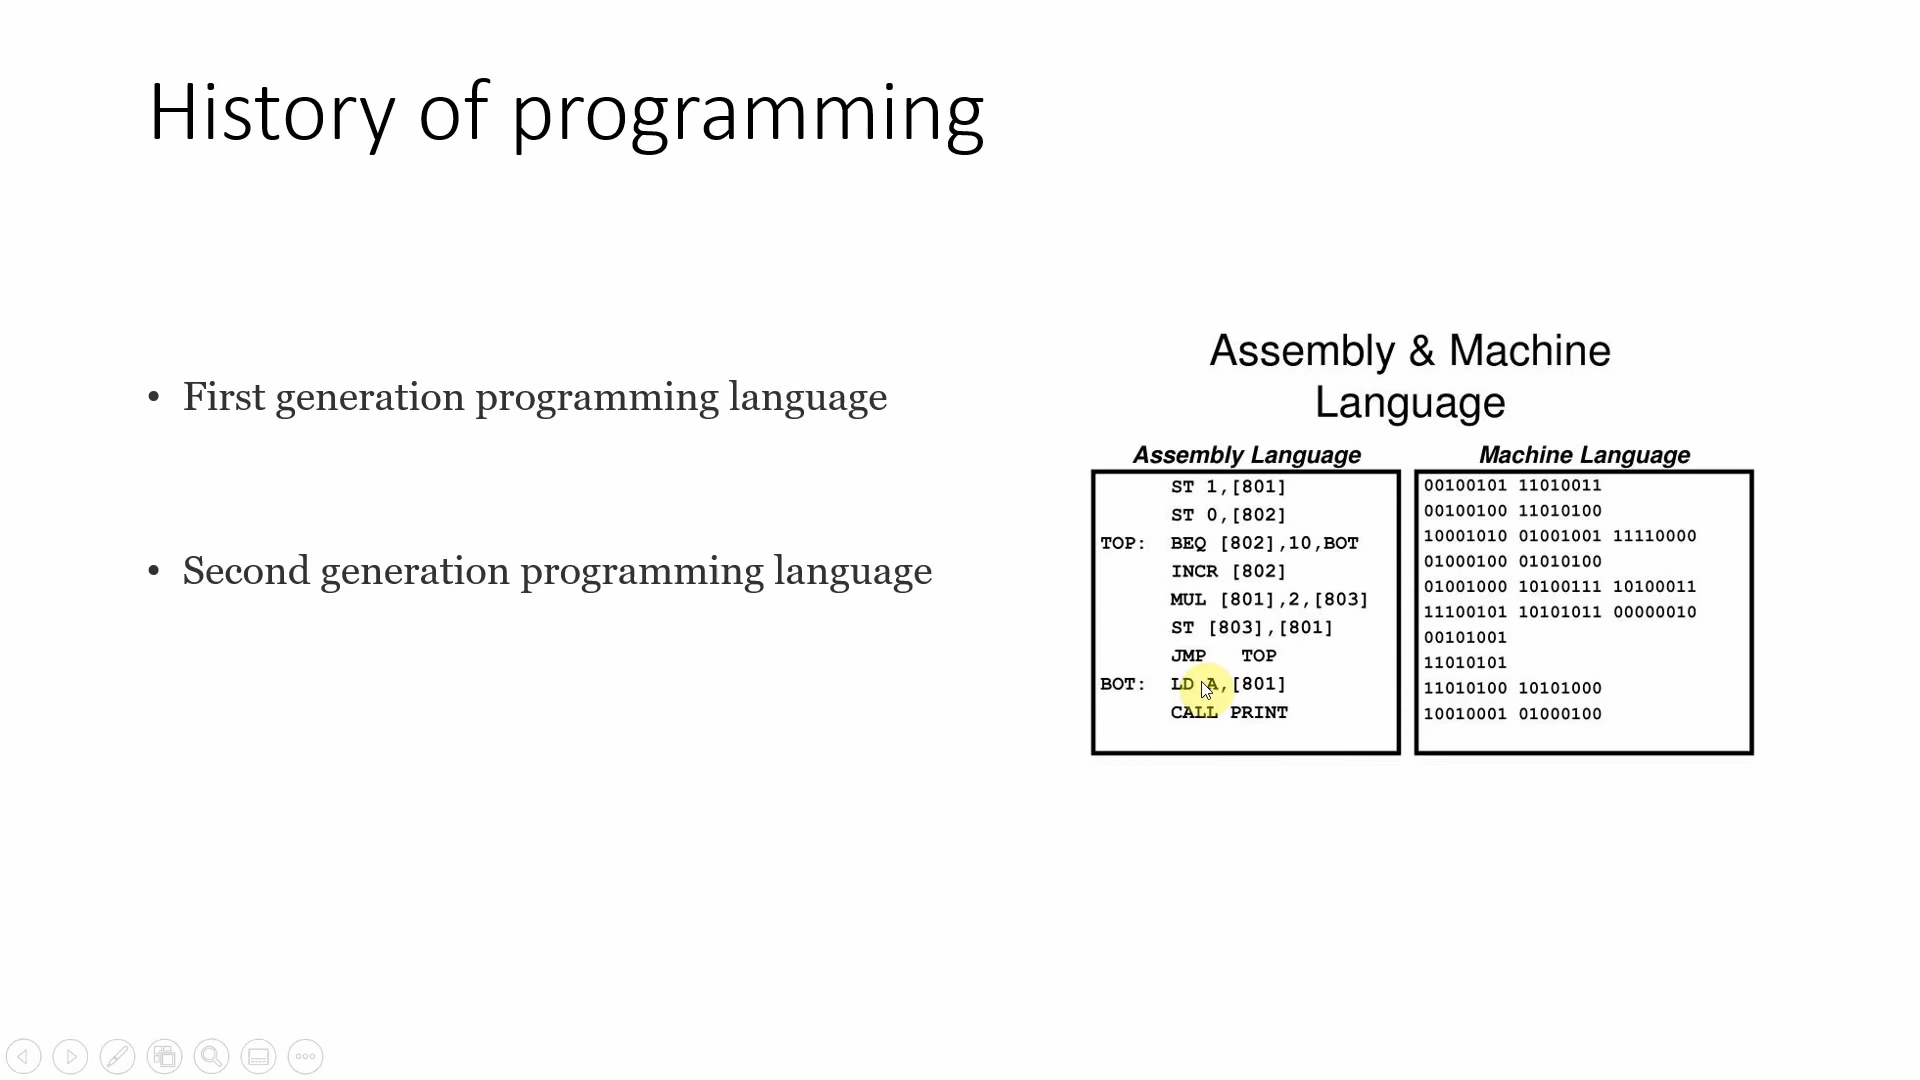 History of programming
• First generation programming language
• Second generation programming language
Assembly & Machine
Language
Assembly Language
ST 1,[801]
ST 0,[802]
TOP: BEQ [802],10,BOT
INCR [802]
MUL [801],2,[803]
ST [803],[801]
JMP TOP
BOT: LD A,[801]
CALL PRINT
Machine Language
00100101 11010011
00100100 11010100
10001010 01001001 11110000
01000100 01010100
01001000 10100111 10100011
11100101 10101011 00000010
00101001
11010101
11010100 10101000
10010001 01000100